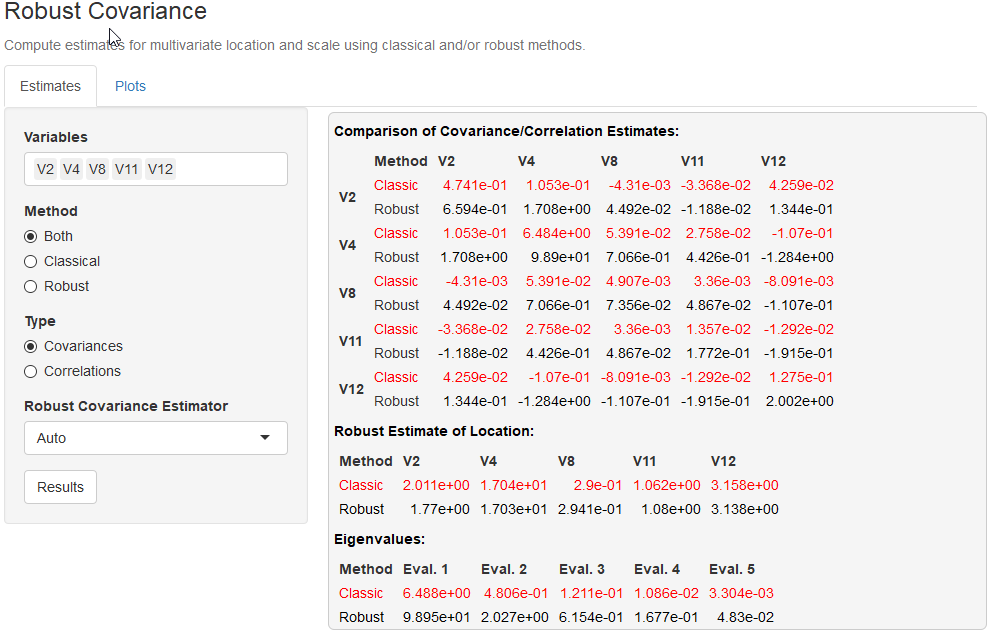 Robust Covariance
Compute estimates for multivariate location and scale using classical and/or robust methods.
Estimates Plots
Variables
V2 V4 V8 V11 V12
Method
Both
Classical
Robust
Type
Covariances
Correlations
Robust Covariance Estimator
Auto
Results
Comparison of Covariance/Correlation Estimates:
Method V2 V4 V8 V11 V12
V2
Classic 4.741e-01 1.053e-01 -4.31e-03 -3.368e-02 4.259e-02
Robust 6.594e-01 1.708e+00 4.492e-02 -1.188e-02 1.344e-01
V4
Classic 1.053e-01 6.484e+00 5.391e-02 2.758e-02 -1.07e-01
Robust 1.708e+00 9.89e+01 7.066e-01 4.426e-01 -1.284e+00
V8
Classic -4.31e-03 5.391e-02 4.907e-03 3.36e-03 -8.091e-03
Robust 4.492e-02 7.066e-01 7.356e-02 4.867e-02 -1.107e-01
V11
Classic -3.368e-02 2.758e-02 3.36e-03 1.357e-02 -1.292e-02
Robust -1.188e-02 4.426e-01 4.867e-02 1.772e-01 -1.915e-01
V12
Classic 4.259e-02 -1.07e-01 -8.091e-03 -1.292e-02 1.275e-01
Robust 1.344e-01 -1.284e+00 -1.107e-01 -1.915e-01 2.002e+00
Robust Estimate of Location:
Method V2 V4 V8 V11 V12
Classic 2.011e+00 1.704e+01 2.9e-01 1.062e+00 3.158e+00
Robust 1.77e+00 1.703e+01 2.941e-01 1.08e+00 3.138e+00
Eigenvalues:
Method Eval. 1 Eval. 2 Eval. 3 Eval. 4 Eval. 5
Classic 6.488e+00 4.806e-01 1.211e-01 1.086e-02 3.304e-03
Robust 9.895e+01 2.027e+00 6.154e-01 1.677e-01 4.83e-02